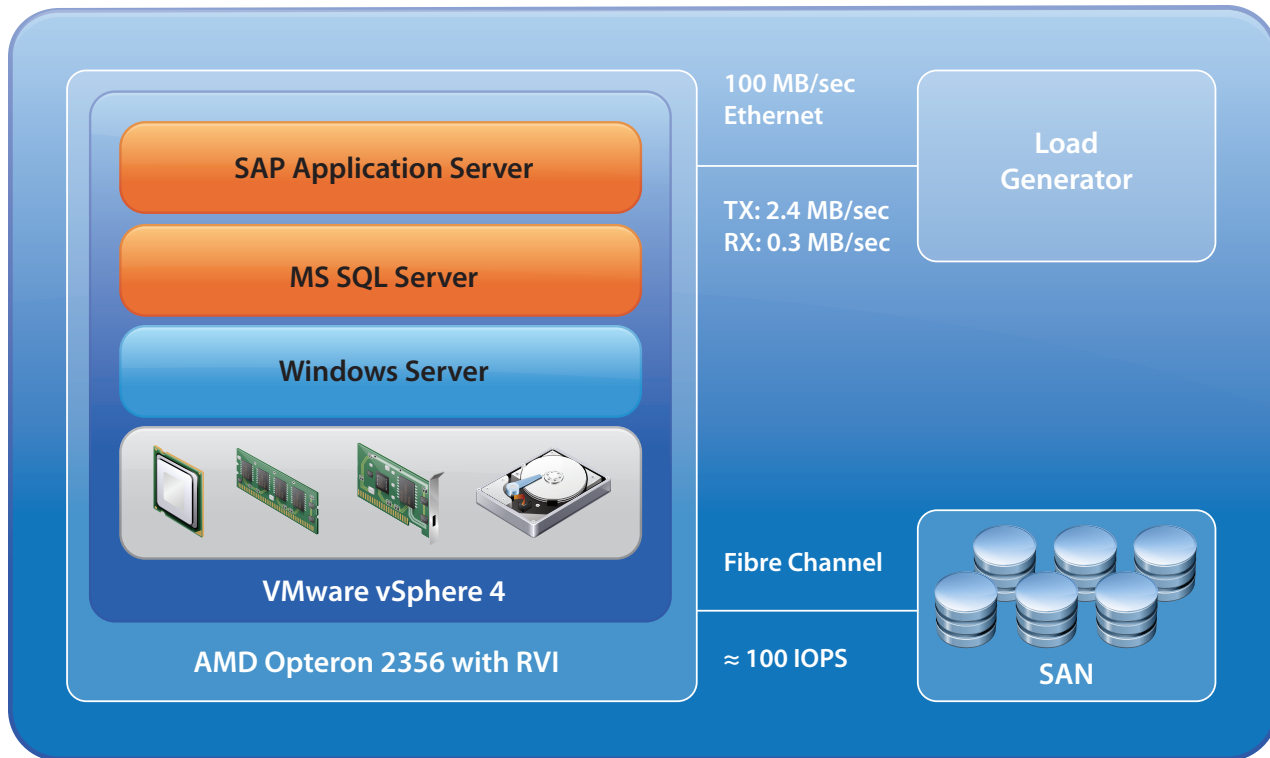 SAP Application Server
MS SQL Server
Windows Server
VMware vSphere 4
AMD Opteron 2356 with RVI
100 MB/sec
Ethernet
TX: 2.4 MB/sec
RX: 0.3 MB/sec
Load
Generator
Fibre Channel
≈ 100 IOPS
SAN